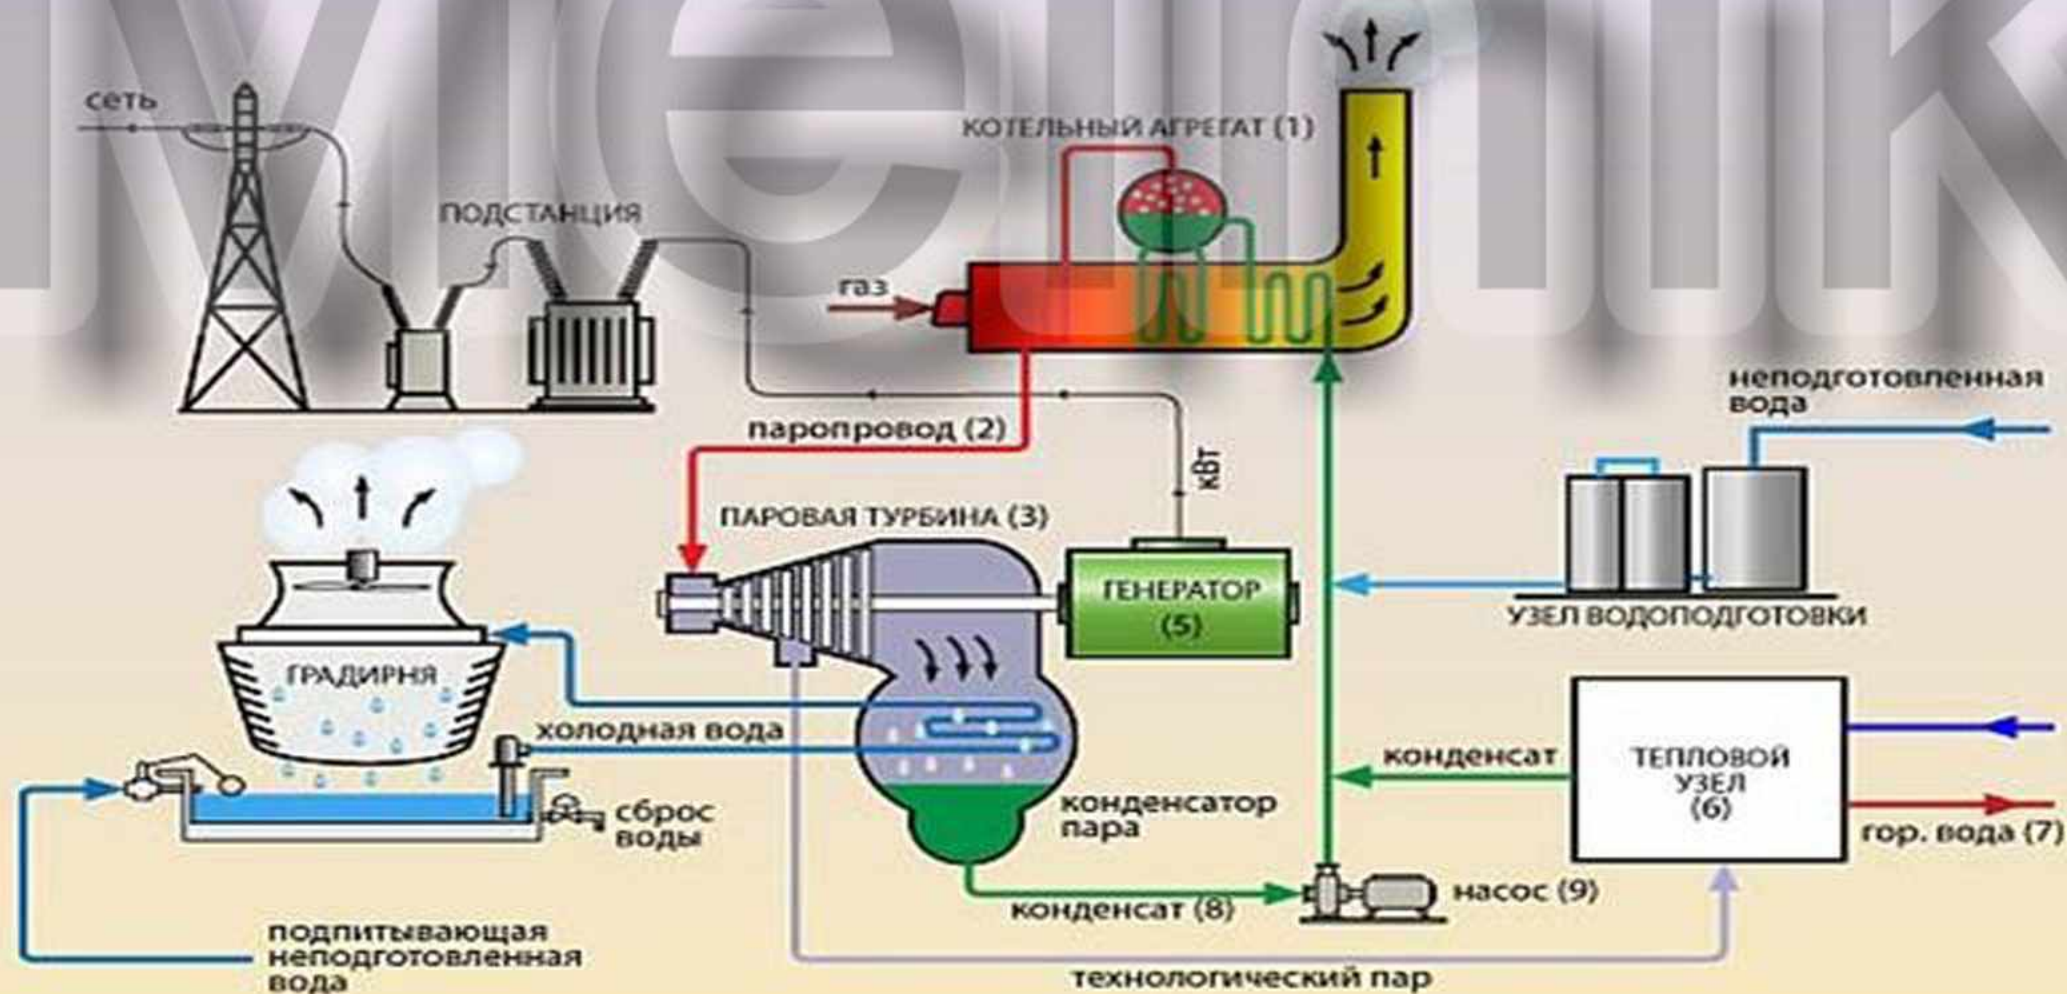 Melnik
сеть
КОТЕЛЬНЫЙ АГРЕГАТ (1)
ПОДСТАНЦИЯ
газ
неподготовленная
вода
паропровод (2)
кВт
ПАРОВАЯ ТУРБИНА (3)
ГЕНЕРАТОР
(5)
УЗЕЛ ВОДОПОДГОТОВКИ
ГРАДИРНЯ
холодная вода
конденсат
ТЕПЛОВОЙ
УЗЕЛ
(6)
сброс
воды
конденсатор
пара
гор. вода (7)
насос (9)
конденсат (8)
подпитывающая
неподготовленная
вода
технологический пар